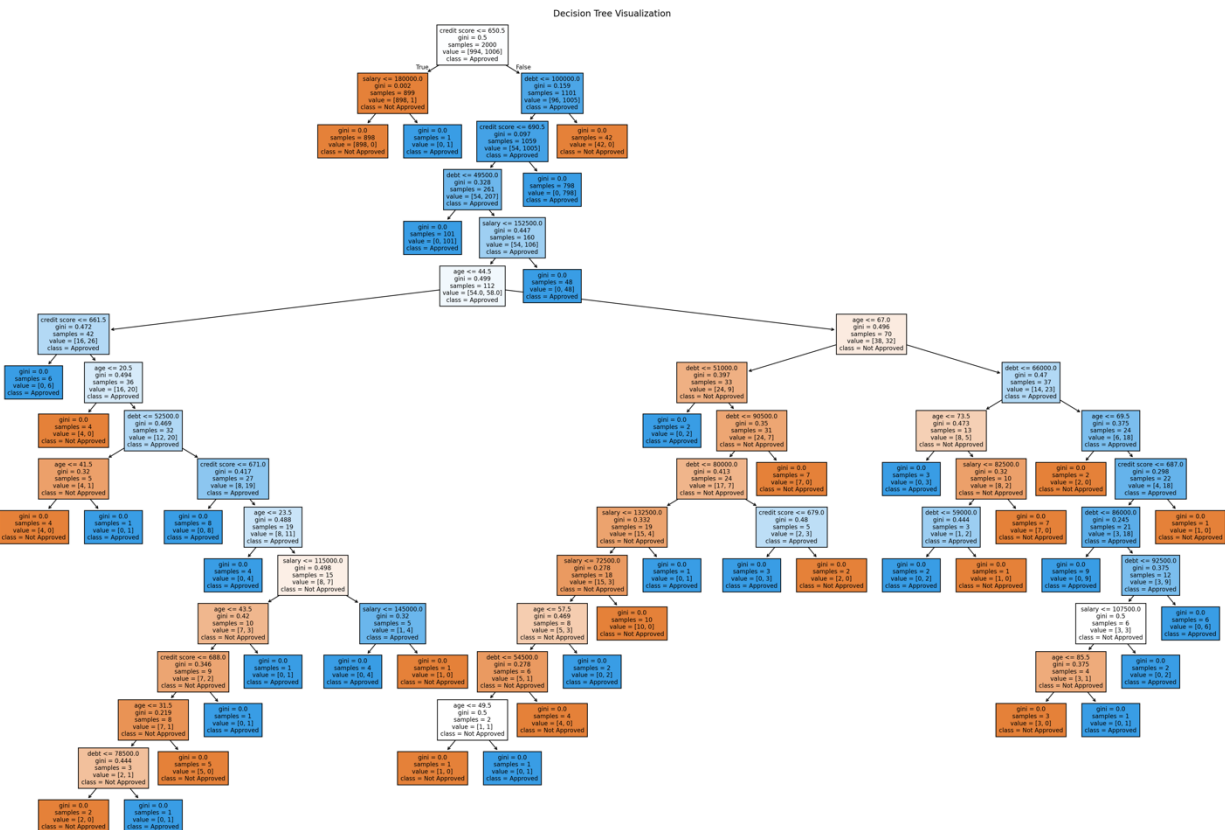 Decision Tree Visualization
credit score <= 650.5
gini = 0.5
samples = 2000
value = [994, 1006]
class = Approved
True
False
salary <= 180000.0
gini = 0.002
samples = 899
value = [898, 1]
class = Not Approved
debt <= 100000.0
gini = 0.159
samples = 1101
value = [96, 1005]
class = Approved
gini = 0.0
samples = 898
value = [898, 0]
class = Not Approved
gini = 0.0
samples = 1
value = [0, 1]
class = Approved
credit score <= 690.5
gini = 0.097
samples = 1059
value = [54, 1005]
class = Approved
gini = 0.0
samples = 42
value = [42, 0]
class = Not Approved
debt <= 49500.0
gini = 0.328
samples = 261
value = [54, 207]
class = Approved
gini = 0.0
samples = 798
value = [0, 798]
class = Approved
gini = 0.0
samples = 101
value = [0, 101]
class = Approved
salary <= 152500.0
gini = 0.447
samples = 160
value = [54, 106]
class = Approved
age <= 44.5
gini = 0.499
samples = 112
value = [54.0, 58.0]
class = Approved
gini = 0.0
samples = 48
value = [0, 48]
class = Approved
credit score <= 661.5
gini = 0.472
samples = 42
value = [16, 26]
class = Approved
age <= 67.0
gini = 0.496
samples = 70
value = [38, 32]
class = Not Approved
gini = 0.0
samples = 6
value = [0, 6]
class = Approved
age <= 20.5
gini = 0.494
samples = 36
value = [16, 20]
class = Approved
debt <= 51000.0
gini = 0.397
samples = 33
value = [24, 9]
class = Not Approved
debt <= 66000.0
gini = 0.47
samples = 37
value = [14, 23]
class = Approved
gini = 0.0
samples = 4
value = [4, 0]
class = Not Approved
debt <= 52500.0
gini = 0.469
samples = 32
value = [12, 20]
class = Approved
gini = 0.0
samples = 2
value = [0, 2]
class = Approved
debt <= 90500.0
gini = 0.35
samples = 31
value = [24, 7]
class = Not Approved
age <= 73.5
gini = 0.473
samples = 13
value = [8, 5]
class = Not Approved
age <= 69.5
gini = 0.375
samples = 24
value = [6, 18]
class = Approved
age <= 41.5
gini = 0.32
samples = 5
value = [4, 1]
class = Not Approved
credit score <= 671.0
gini = 0.417
samples = 27
value = [8, 19]
class = Approved
debt <= 80000.0
gini = 0.413
samples = 24
value = [17, 7]
class = Not Approved
gini = 0.0
samples = 7
value = [7, 0]
class = Not Approved
gini = 0.0
samples = 3
value = [0, 3]
class = Approved
salary <= 82500.0
gini = 0.32
samples = 10
value = [8, 2]
class = Not Approved
gini = 0.0
samples = 2
value = [2, 0]
class = Not Approved
credit score <= 687.0
gini = 0.298
samples = 22
value = [4, 18]
class = Approved
gini = 0.0
samples = 4
value = [4, 0]
class = Not Approved
gini = 0.0
samples = 1
value = [0, 1]
class = Approved
gini = 0.0
samples = 8
value = [0, 8]
class = Approved
age <= 23.5
gini = 0.488
samples = 19
value = [8, 11]
class = Approved
salary <= 132500.0
gini = 0.332
samples = 19
value = [15, 4]
class = Not Approved
credit score <= 679.0
gini = 0.48
samples = 5
value = [2, 3]
class = Approved
debt <= 59000.0
gini = 0.444
samples = 3
value = [1, 2]
class = Approved
gini = 0.0
samples = 7
value = [7, 0]
class = Not Approved
debt <= 86000.0
gini = 0.245
samples = 21
value = [3, 18]
class = Approved
gini = 0.0
samples = 1
value = [1, 0]
class = Not Approved
gini = 0.0
samples = 4
value = [0, 4]
class = Approved
salary <= 115000.0
gini = 0.498
samples = 15
value = [8, 7]
class = Not Approved
salary <= 72500.0
gini = 0.278
samples = 18
value = [15, 3]
class = Not Approved
gini = 0.0
samples = 1
value = [0, 1]
class = Approved
gini = 0.0
samples = 3
value = [0, 3]
class = Approved
gini = 0.0
samples = 2
value = [2, 0]
class = Not Approved
gini = 0.0
samples = 2
value = [0, 2]
class = Approved
gini = 0.0
samples = 1
value = [1, 0]
class = Not Approved
gini = 0.0
samples = 9
value = [0, 9]
class = Approved
debt <= 92500.0
gini = 0.375
samples = 12
value = [3, 9]
class = Approved
age <= 43.5
gini = 0.42
samples = 10
value = [7, 3]
class = Not Approved
salary <= 145000.0
gini = 0.32
samples = 5
value = [1, 4]
class = Approved
age <= 57.5
gini = 0.469
samples = 8
value = [5, 3]
class = Not Approved
gini = 0.0
samples = 10
value = [10, 0]
class = Not Approved
salary <= 107500.0
gini = 0.5
samples = 6
value = [3, 3]
class = Not Approved
gini = 0.0
samples = 6
value = [0, 6]
class = Approved
credit score <= 688.0
gini = 0.346
samples = 9
value = [7, 2]
class = Not Approved
gini = 0.0
samples = 1
value = [0, 1]
class = Approved
gini = 0.0
samples = 4
value = [0, 4]
class = Approved
gini = 0.0
samples = 1
value = [1, 0]
class = Not Approved
debt <= 54500.0
gini = 0.278
samples = 6
value = [5, 1]
class = Not Approved
gini = 0.0
samples = 2
value = [0, 2]
class = Approved
age <= 85.5
gini = 0.375
samples = 4
value = [3, 1]
class = Not Approved
gini = 0.0
samples = 2
value = [0, 2]
class = Approved
age <= 31.5
gini = 0.219
samples = 8
value = [7, 1]
class = Not Approved
gini = 0.0
samples = 1
value = [0, 1]
class = Approved
age <= 49.5
gini = 0.5
samples = 2
value = [1, 1]
class = Not Approved
gini = 0.0
samples = 4
value = [4, 0]
class = Not Approved
gini = 0.0
samples = 3
value = [3, 0]
class = Not Approved
gini = 0.0
samples = 1
value = [0, 1]
class = Approved
debt <= 78500.0
gini = 0.444
samples = 3
value = [2, 1]
class = Not Approved
gini = 0.0
samples = 5
value = [5, 0]
class = Not Approved
gini = 0.0
samples = 1
value = [1, 0]
class = Not Approved
gini = 0.0
samples = 1
value = [0, 1]
class = Approved
gini = 0.0
samples = 2
value = [2, 0]
class = Not Approved
gini = 0.0
samples = 1
value = [0, 1]
class = Approved